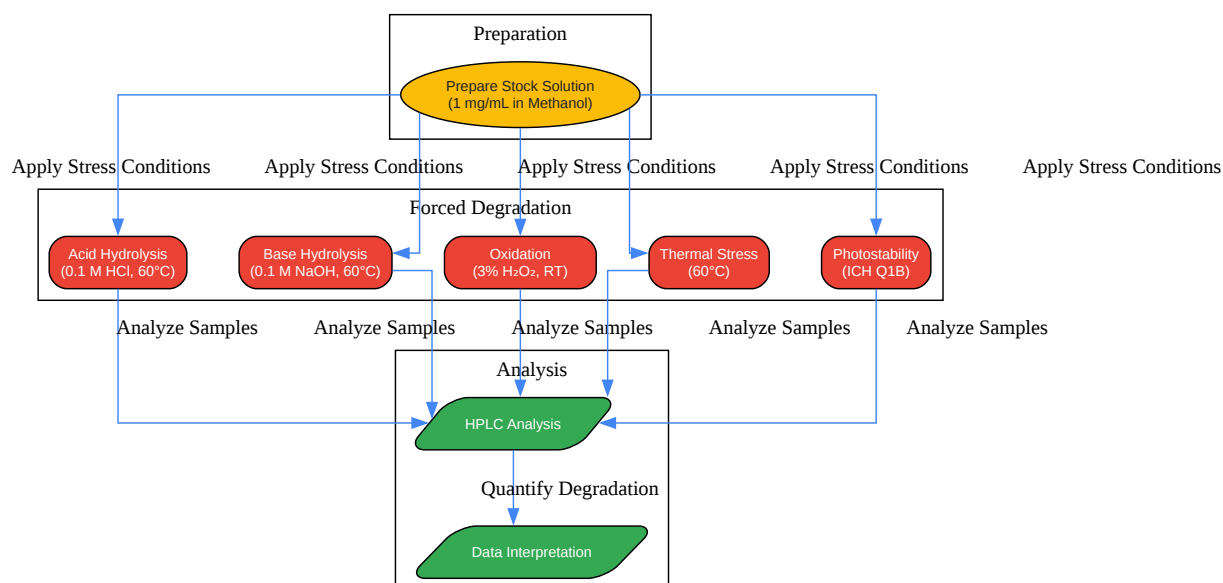 Preparation
Prepare Stock Solution
(1 mg/mL in Methanol)
Apply Stress Conditions
Apply Stress Conditions
Apply Stress Conditions
Apply Stress Conditions
Apply Stress Conditions
Forced Degradation
Acid Hydrolysis
(0.1 M HCl, 60°C)
Base Hydrolysis
(0.1 M NaOH, 60°C)
Oxidation
(3% H₂O₂, RT)
Thermal Stress
(60°C)
Photostability
(ICH Q1B)
Analyze Samples
Analyze Samples
Analyze Samples
Analyze Samples
Analyze Samples
Analysis
HPLC Analysis
Quantify Degradation
Data Interpretation